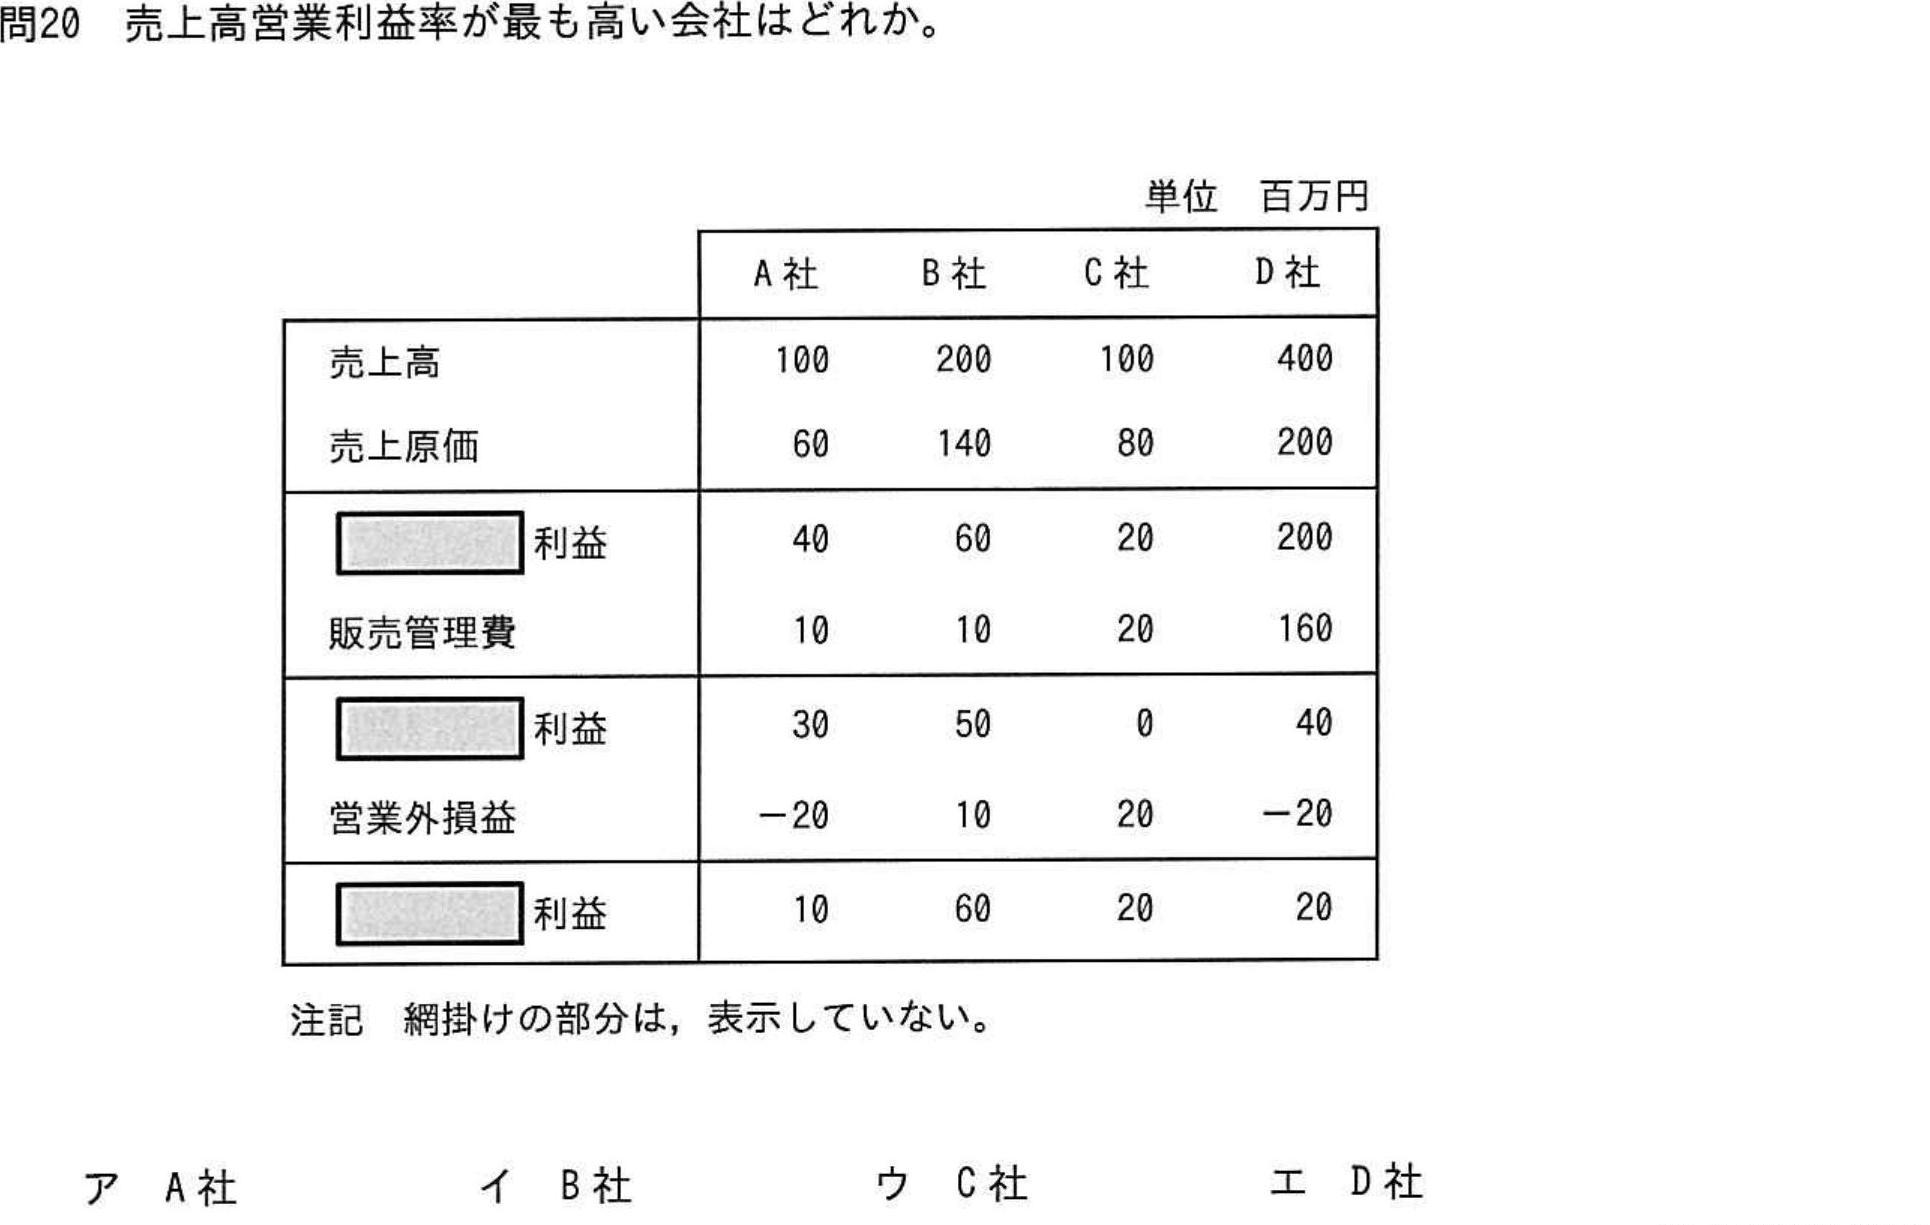 問20　売上高営業利益率が最も高い会社はどれか。
単位　百万円
A社　B社　C社　D社
売上高　100　200　100　400
売上原価　60　140　80　200
利益　40　60　20　200
販売管理費　10　10　20　160
利益　30　50　0　40
営業外損益　－20　10　20　－20
利益　10　60　20　20
注記　網掛けの部分は，表示していない。
ア　A社　イ　B社　ウ　C社　エ　D社